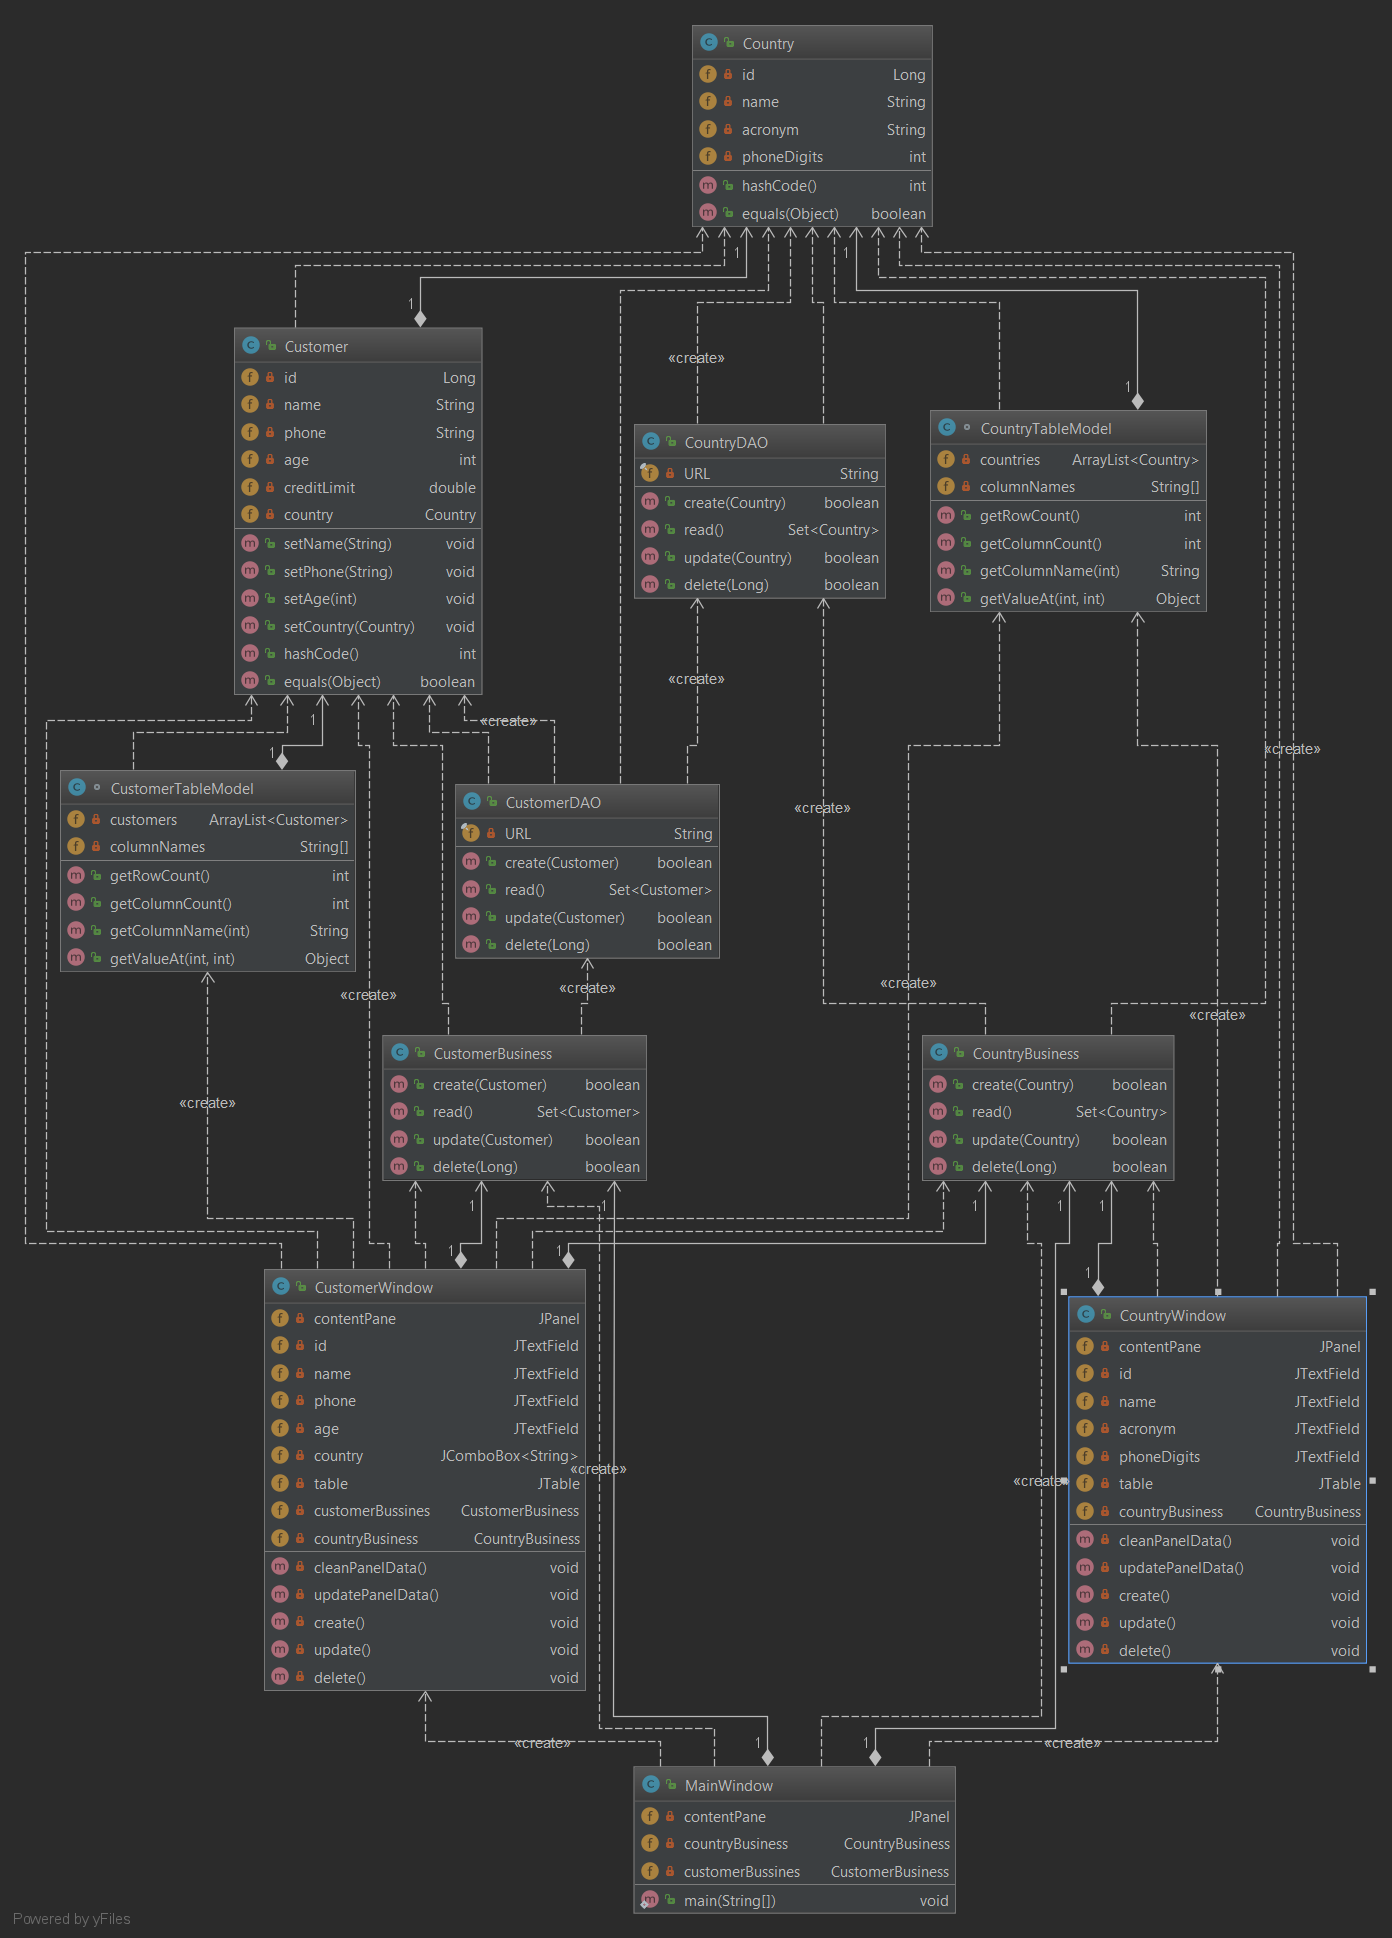 Country
id Long
name String
acronym String
phoneDigits int
hashCode() int
equals(Object) boolean
1
1
1
1
«create»
Customer
id Long
name String
phone String
age int
creditLimit double
country Country
setName(String) void
setPhone(String) void
setAge(int) void
setCountry(Country) void
hashCode() int
equals(Object) boolean
CountryDAO
URL String
create(Country) boolean
read() Set<Country>
update(Country) boolean
delete(Long) boolean
CountryTableModel
countries ArrayList<Country>
columnNames String[]
getRowCount() int
getColumnCount() int
getColumnName(int) String
getValueAt(int, int) Object
«create»
1
«create»
1
«create»
«create»
CustomerTableModel
customers ArrayList<Customer>
columnNames String[]
getRowCount() int
getColumnCount() int
getColumnName(int) String
getValueAt(int, int) Object
CustomerDAO
URL String
create(Customer) boolean
read() Set<Customer>
update(Customer) boolean
delete(Long) boolean
«create»
«create»
«create»
«create»
«create»
CustomerBusiness
create(Customer) boolean
read() Set<Customer>
update(Customer) boolean
delete(Long) boolean
CountryBusiness
create(Country) boolean
read() Set<Country>
update(Country) boolean
delete(Long) boolean
1
1
1
1
1
1
1
1
CustomerWindow
contentPane JPanel
id JTextField
name JTextField
phone JTextField
age JTextField
country JComboBox<String>
table JTable
customerBussines CustomerBusiness
countryBusiness CountryBusiness
cleanPanelData() void
updatePanelData() void
create() void
update() void
delete() void
«create»
«create»
CountryWindow
contentPane JPanel
id JTextField
name JTextField
acronym JTextField
phoneDigits JTextField
table JTable
countryBusiness CountryBusiness
cleanPanelData() void
updatePanelData() void
create() void
update() void
delete() void
«create»
1
1
«create»
MainWindow
contentPane JPanel
countryBusiness CountryBusiness
customerBussines CustomerBusiness
main(String[]) void
Powered by yFiles